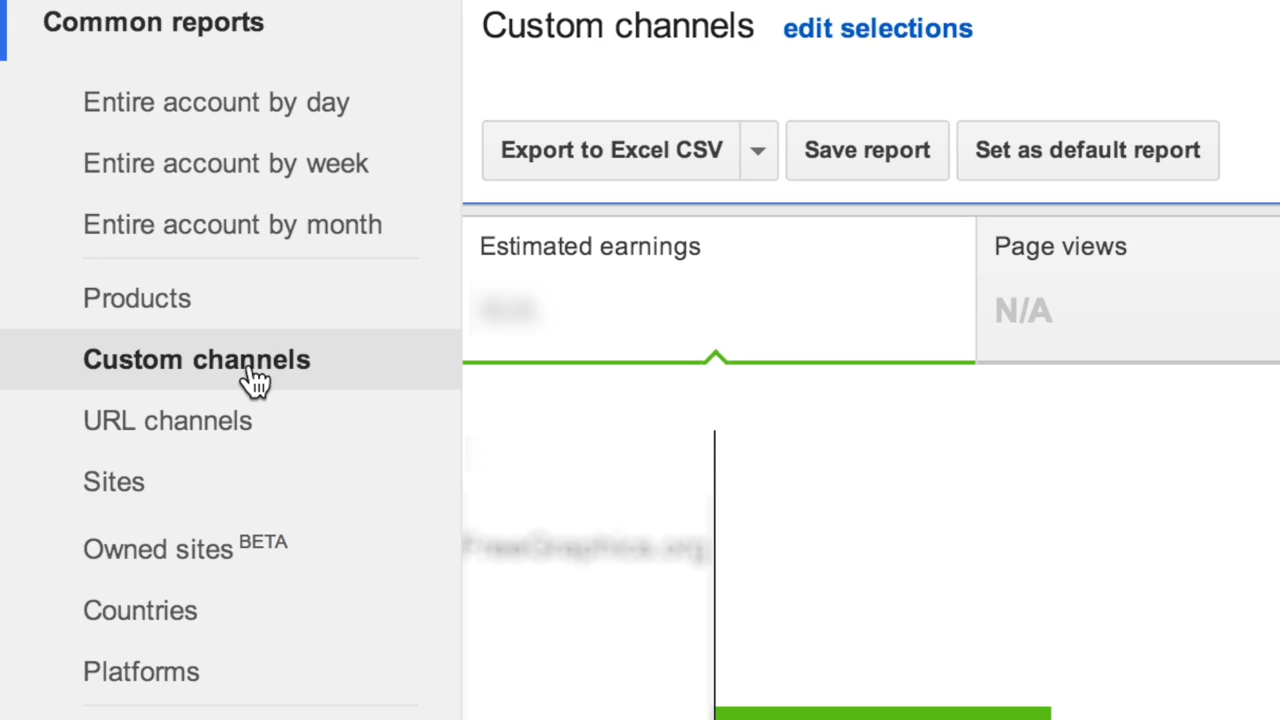 Common reports
Entire account by day
Entire account by week
Entire account by month
Products
Custom channels
URL channels
Sites
Owned sites BETA
Countries
Platforms
Custom channels edit selections
Export to Excel CSV Save report Set as default report
Estimated earnings Page views
N/A